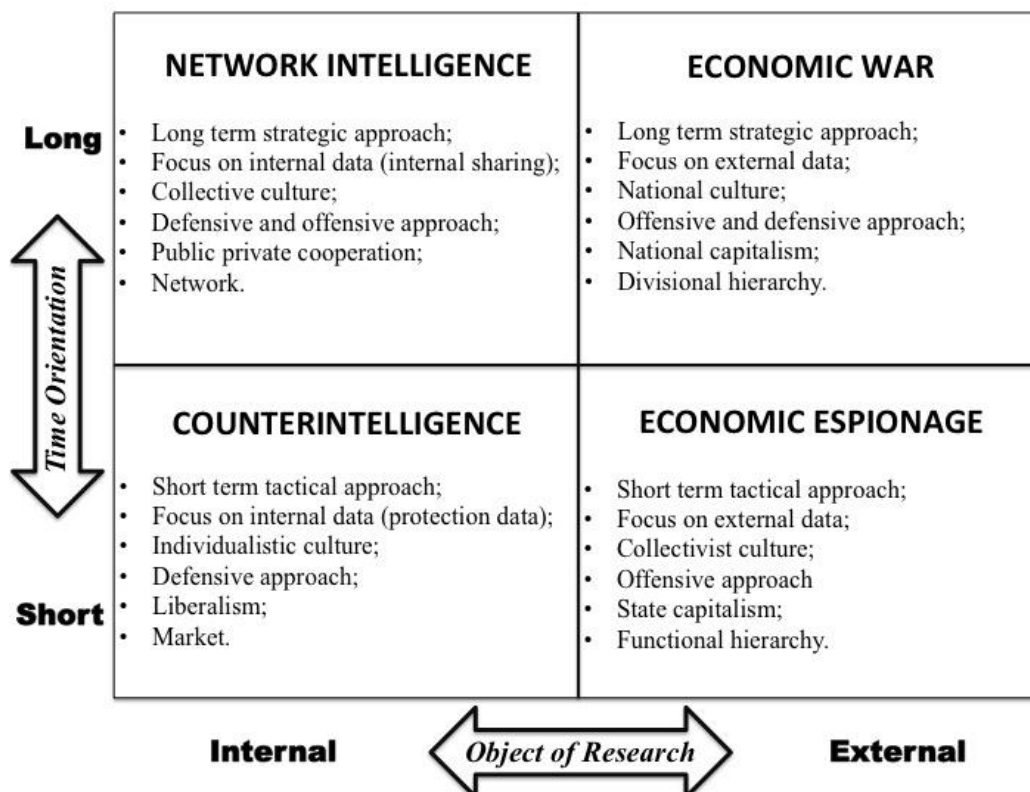 NETWORK INTELLIGENCE
• Long term strategic approach;
• Focus on internal data (internal sharing);
• Collective culture;
• Defensive and offensive approach;
• Public private cooperation;
• Network.
ECONOMIC WAR
• Long term strategic approach;
• Focus on external data;
• National culture;
• Offensive and defensive approach;
• National capitalism;
• Divisional hierarchy.
Long
Time Orientation
Short
COUNTERINTELLIGENCE
• Short term tactical approach;
• Focus on internal data (protection data);
• Individualistic culture;
• Defensive approach;
• Liberalism;
• Market.
ECONOMIC ESPIONAGE
• Short term tactical approach;
• Focus on external data;
• Collectivist culture;
• Offensive approach
• State capitalism;
• Functional hierarchy.
Internal
Object of Research
External